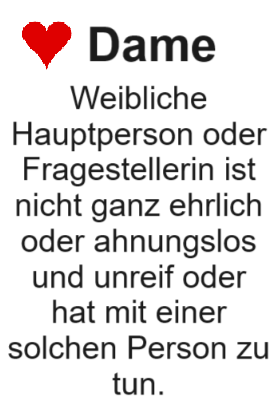 Dame
Weibliche
Hauptperson oder
Fragestellerin ist
nicht ganz ehrlich
oder ahnungslos
und unreif oder
hat mit einer
solchen Person zu
tun.